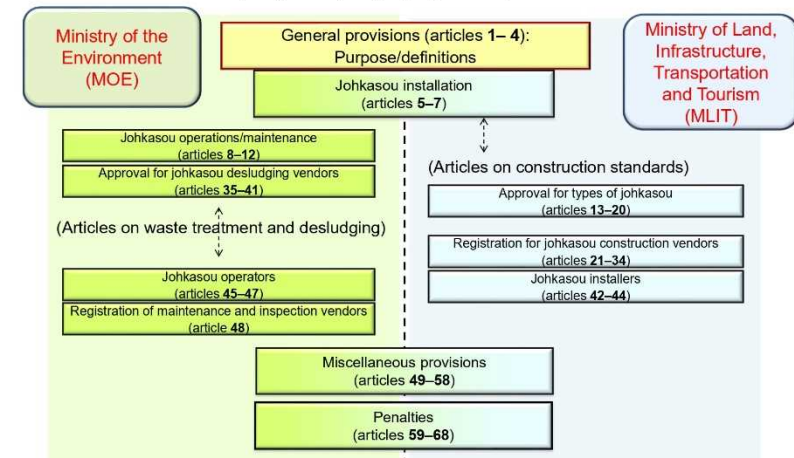 Ministry of the
Environment
(MOE)
General provisions (articles 1– 4):
Purpose/definitions
Ministry of Land,
Infrastructure,
Transportation
and Tourism
(MLIT)
Johkasou installation
(articles 5–7)
Johkasou operations/maintenance
(articles 8–12)
Approval for johkasou desludging vendors
(articles 35–41)
(Articles on waste treatment and desludging)
Johkasou operators
(articles 45–47)
Registration of maintenance and inspection vendors
(article 48)
(Articles on construction standards)
Approval for types of johkasou
(articles 13–20)
Registration for johkasou construction vendors
(articles 21–34)
Johkasou installers
(articles 42–44)
Miscellaneous provisions
(articles 49–58)
Penalties
(articles 59–68)